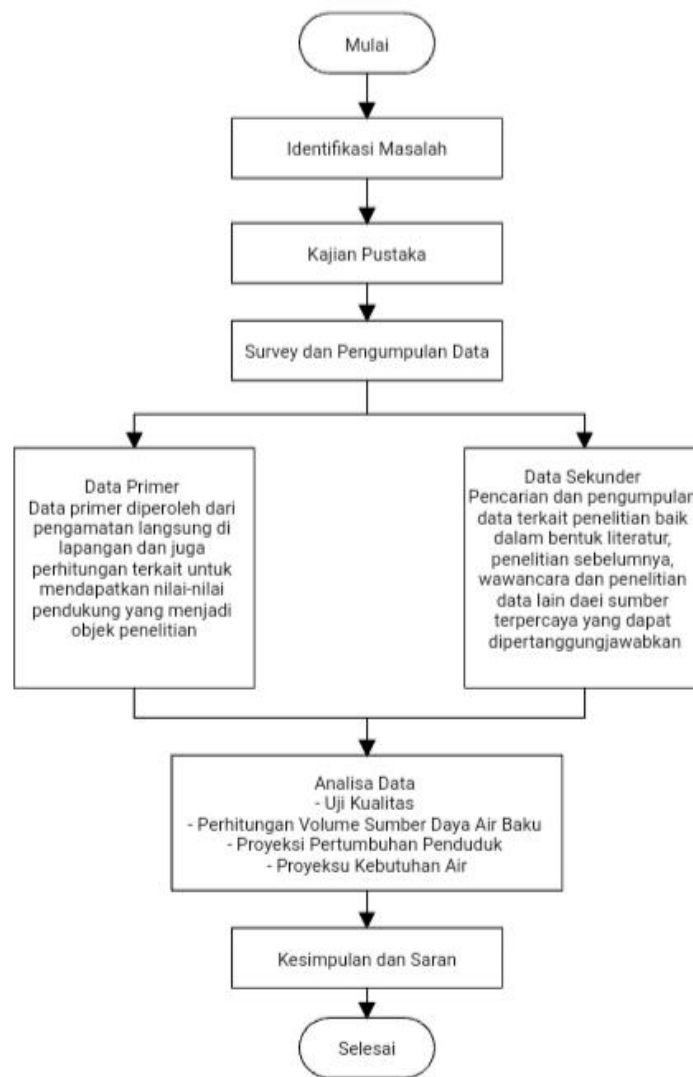 Mulai
Identifikasi Masalah
Kajian Pustaka
Survey dan Pengumpulan Data
Data Primer
Data primer diperoleh dari
pengamatan langsung di
lapangan dan juga
perhitungan terkait untuk
mendapatkan nilai-nilai
pendukung yang menjadi
objek penelitian
Data Sekunder
Pencarian dan pengumpulan
data terkait penelitian baik
dalam bentuk literatur,
penelitian sebelumnya,
wawancara dan penelitian
data lain daei sumber
terpercaya yang dapat
dipertanggungjawabkan
Analisa Data
- Uji Kualitas
- Perhitungan Volume Sumber Daya Air Baku
- Proyeksi Pertumbuhan Penduduk
- Proyeksu Kebutuhan Air
Kesimpulan dan Saran
Selesai